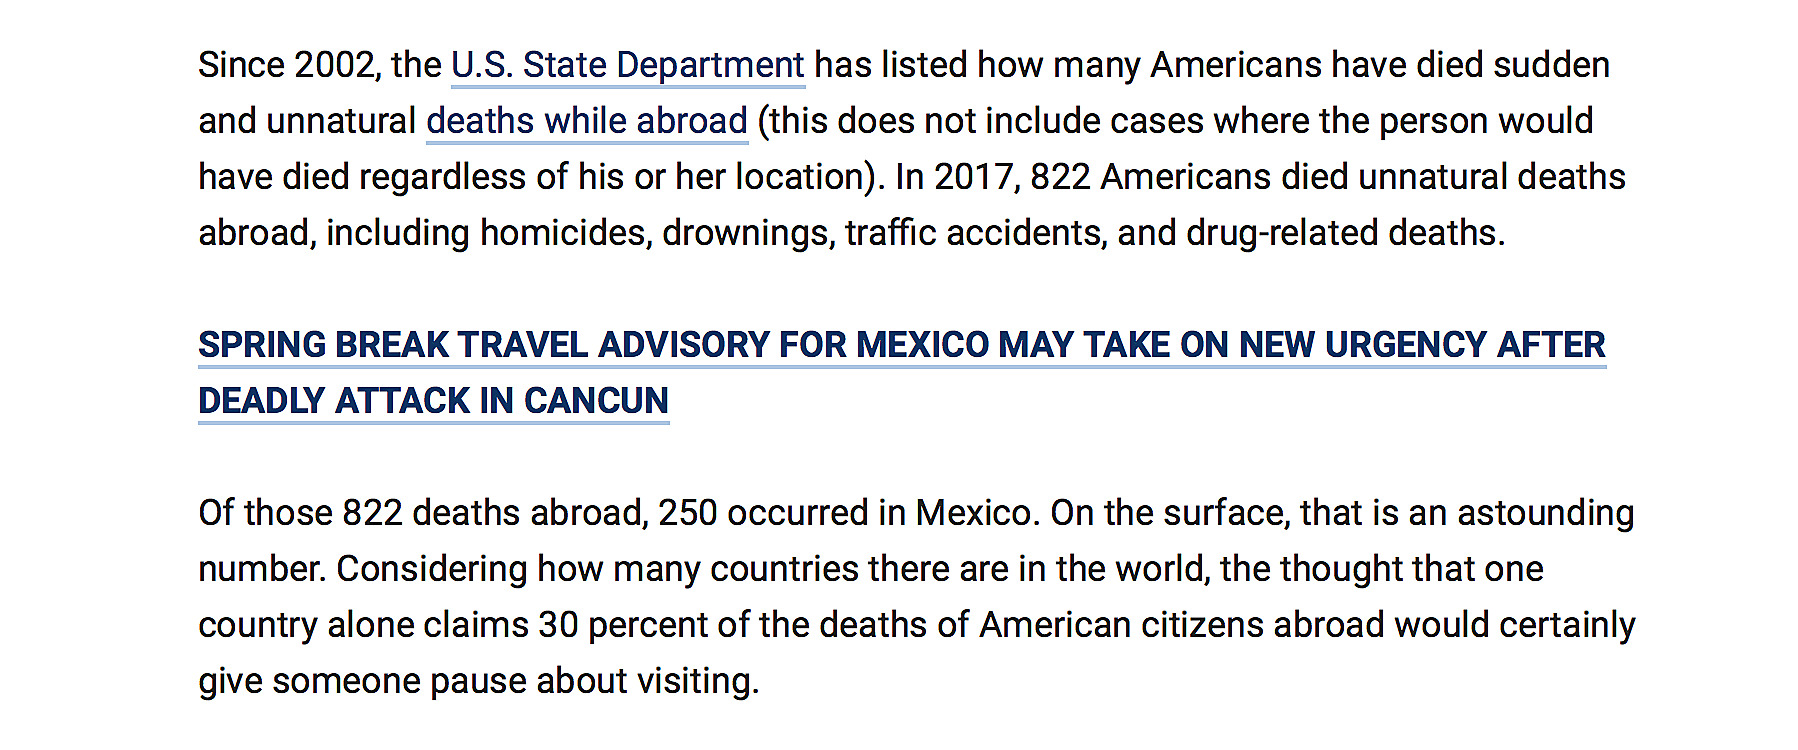 Since 2002, the U.S. State Department has listed how many Americans have died sudden
and unnatural deaths while abroad (this does not include cases where the person would
have died regardless of his or her location). In 2017, 822 Americans died unnatural deaths
abroad, including homicides, drownings, traffic accidents, and drug-related deaths.
SPRING BREAK TRAVEL ADVISORY FOR MEXICO MAY TAKE ON NEW URGENCY AFTER
DEADLY ATTACK IN CANCUN
Of those 822 deaths abroad, 250 occurred in Mexico. On the surface, that is an astounding
number. Considering how many countries there are in the world, the thought that one
country alone claims 30 percent of the deaths of American citizens abroad would certainly
give someone pause about visiting.